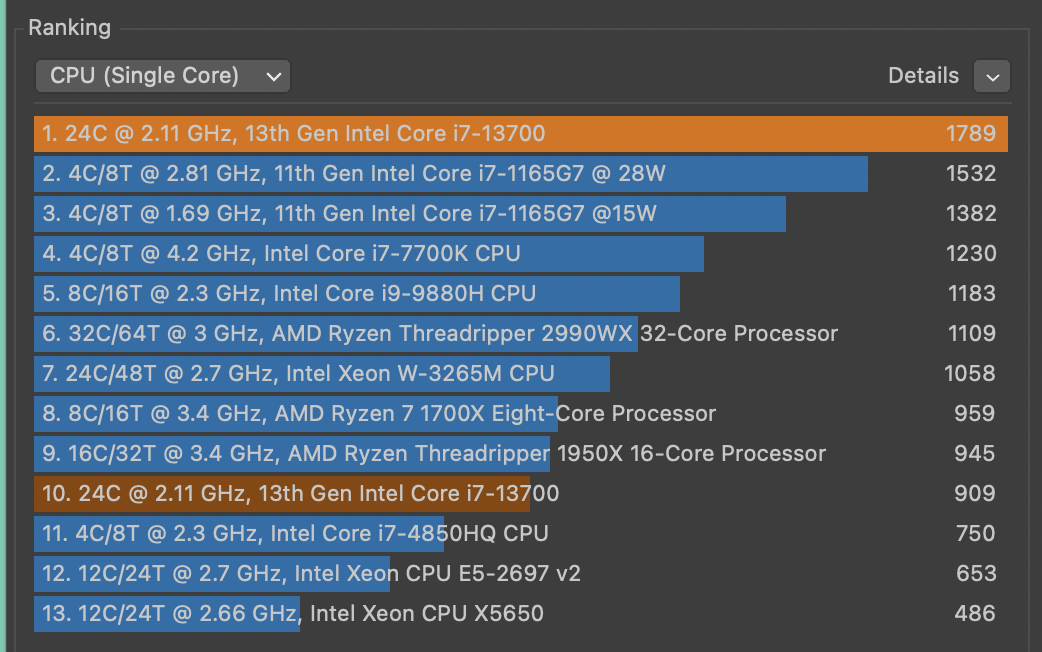 Ranking
CPU (Single Core) Details
1. 24C @ 2.11 GHz, 13th Gen Intel Core i7-13700 1789
2. 4C/8T @ 2.81 GHz, 11th Gen Intel Core i7-1165G7 @ 28W 1532
3. 4C/8T @ 1.69 GHz, 11th Gen Intel Core i7-1165G7 @15W 1382
4. 4C/8T @ 4.2 GHz, Intel Core i7-7700K CPU 1230
5. 8C/16T @ 2.3 GHz, Intel Core i9-9880H CPU 1183
6. 32C/64T @ 3 GHz, AMD Ryzen Threadripper 2990WX 32-Core Processor 1109
7. 24C/48T @ 2.7 GHz, Intel Xeon W-3265M CPU 1058
8. 8C/16T @ 3.4 GHz, AMD Ryzen 7 1700X Eight-Core Processor 959
9. 16C/32T @ 3.4 GHz, AMD Ryzen Threadripper 1950X 16-Core Processor 945
10. 24C @ 2.11 GHz, 13th Gen Intel Core i7-13700 909
11. 4C/8T @ 2.3 GHz, Intel Core i7-4850HQ CPU 750
12. 12C/24T @ 2.7 GHz, Intel Xeon CPU E5-2697 v2 653
13. 12C/24T @ 2.66 GHz, Intel Xeon CPU X5650 486